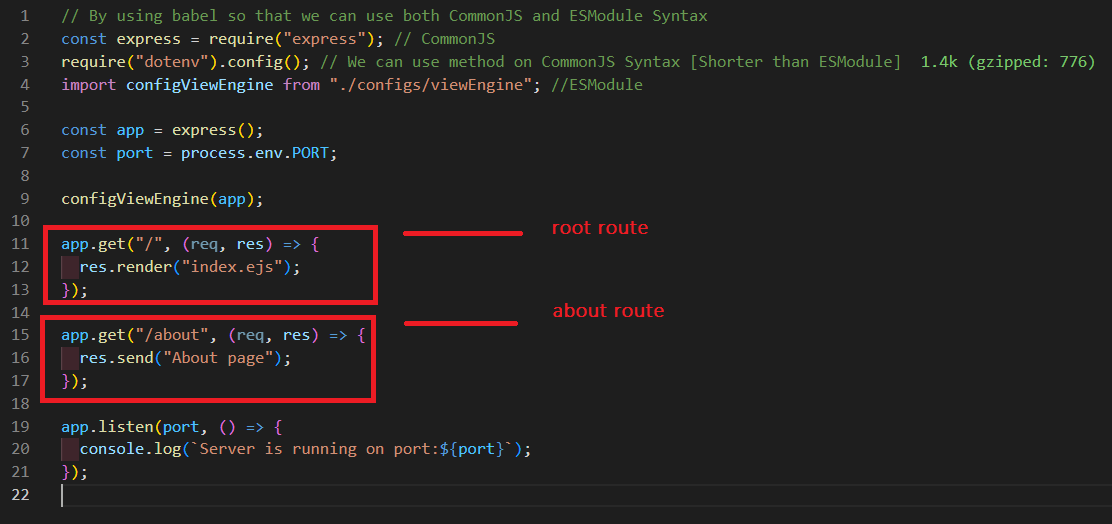 1 // By using babel so that we can use both CommonJS and ESModule Syntax
2 const express = require("express"); // CommonJS
3 require("dotenv").config(); // We can use method on CommonJS Syntax [Shorter than ESModule] 1.4k (gzipped: 776)
4 import configViewEngine from "./configs/viewEngine"; //ESModule
5
6 const app = express();
7 const port = process.env.PORT;
8
9 configViewEngine(app);
10
root route
11 app.get("/", (req, res) => {
12 res.render("index.ejs");
13 });
14
about route
15 app.get("/about", (req, res) => {
16 res.send("About page");
17 });
18
19 app.listen(port, () => {
20 console.log(`Server is running on port:${port}`);
21 });
22